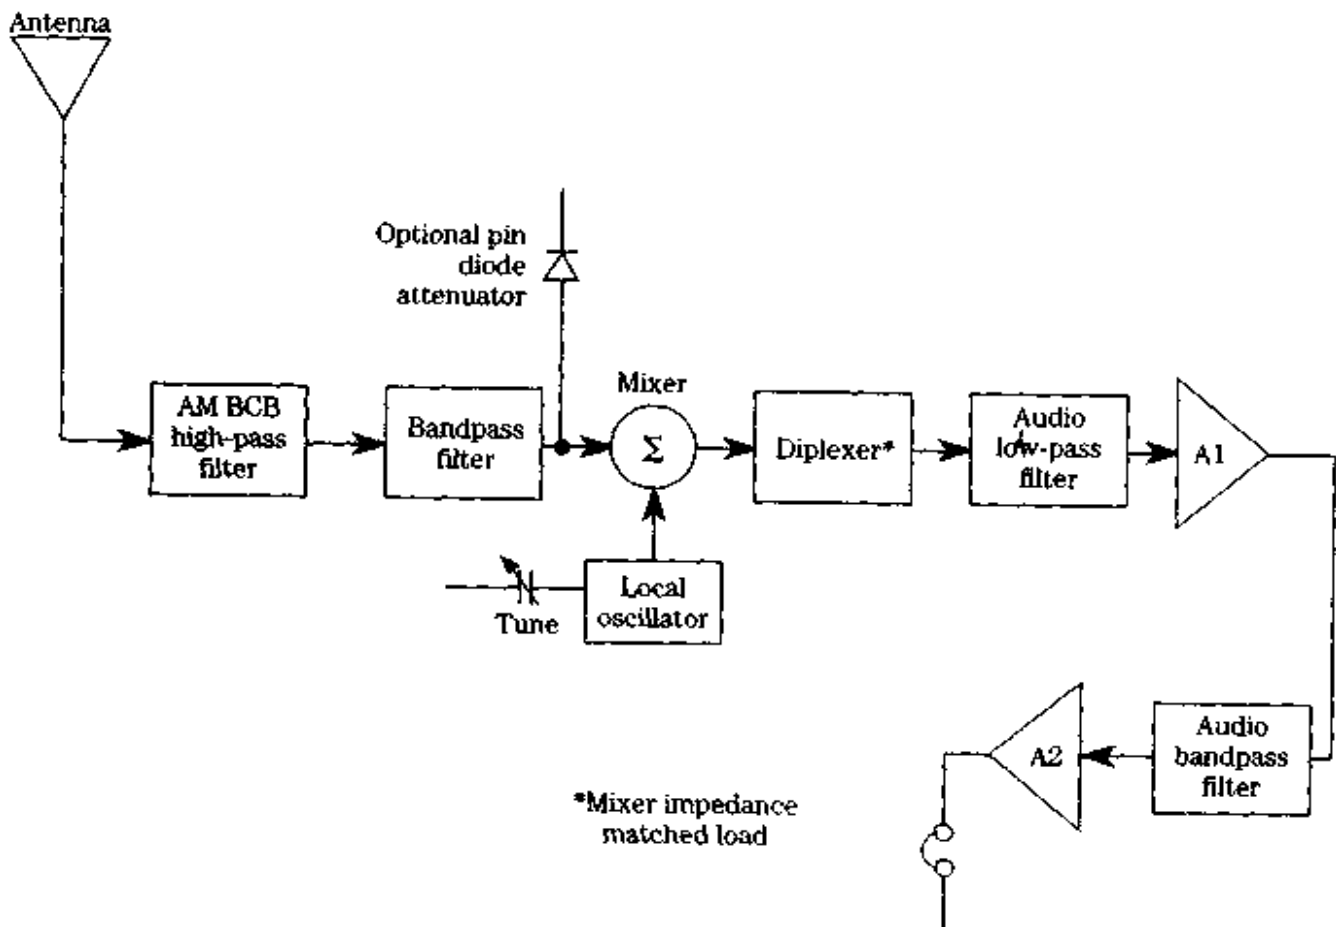 Antenna
Optional pin
diode
attenuator
Mixer
AM BCB
high-pass
filter
Bandpass
filter
Σ
Diplexer*
Audio
low-pass
filter
A1
Tune
Local
oscillator
A2
Audio
bandpass
filter
*Mixer impedance
matched load